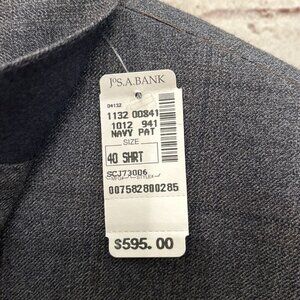 JoS.A.BANK
04132
1132 00841
1012 941
NAVY PAT
SIZE
40 SHRT
SCJ73006
007582800285
$595.00